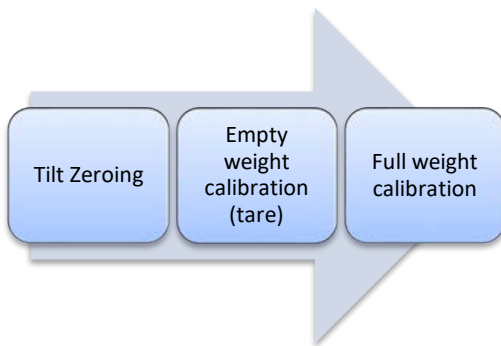 Tilt Zeroing
Empty
weight
calibration
(tare)
Full weight
calibration